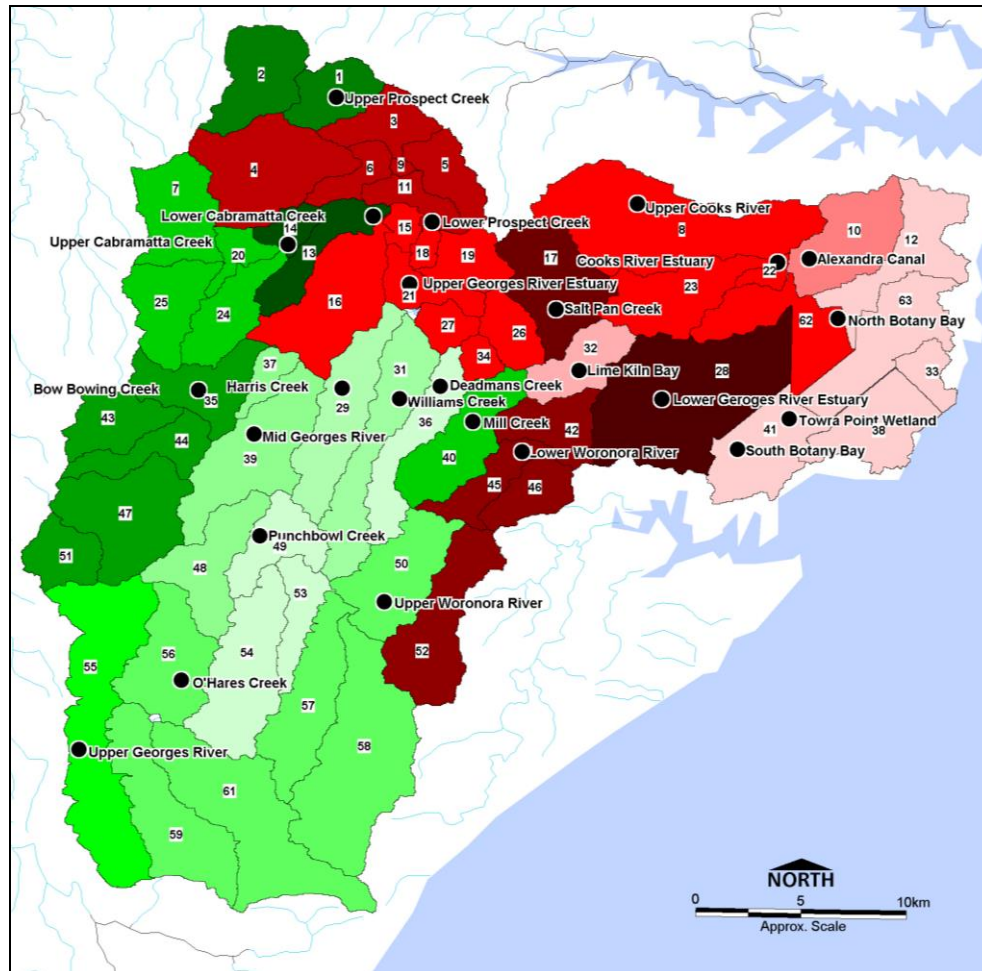 2
1
Upper Prospect Creek
3
4
6
9
5
7
11
Lower Cabramatta Creek
14
15
Lower Prospect Creek
Upper Cabramatta Creek
20
13
18
19
17
Upper Cooks River
8
10
12
Cooks River Estuary
22
Alexandra Canal
25
24
16
21
Upper Georges River Estuary
23
63
Salt Pan Creek
27
26
62
North Botany Bay
37
31
34
32
Lime Kiln Bay
28
33
Bow Bowing Creek
35
Harris Creek
29
Deadmans Creek
Williams Creek
Lower Geroges River Estuary
43
44
Mid Georges River
36
Mill Creek
42
41
Towra Point Wetland
38
39
40
Lower Woronora River
South Botany Bay
47
45
46
51
48
Punchbowl Creek
49
50
53
Upper Woronora River
55
56
54
52
O'Hares Creek
57
Upper Georges River
58
61
59
NORTH
0
5
10km
Approx. Scale